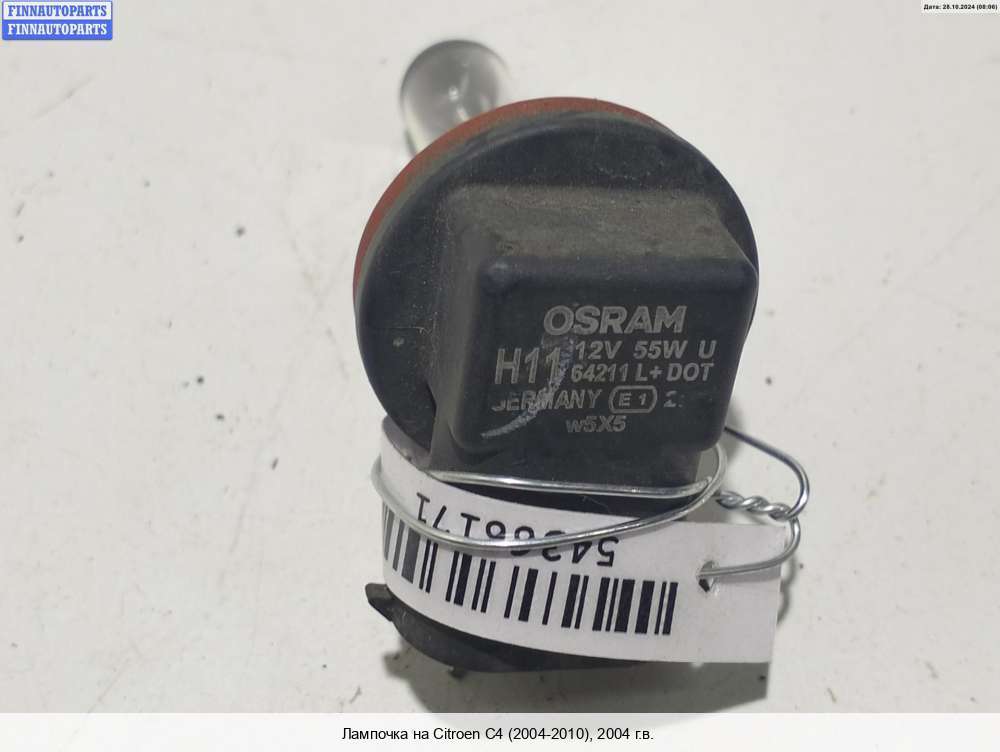 FINNAUTOPARTS
FINNAUTOPARTS
Дата: 28.10.2024 (08:06)
OSRAM
H11 12V 55W U
64211 L+ DOT
GERMANY E1
w5X5
Лампочка на Citroen C4 (2004-2010), 2004 г.в.